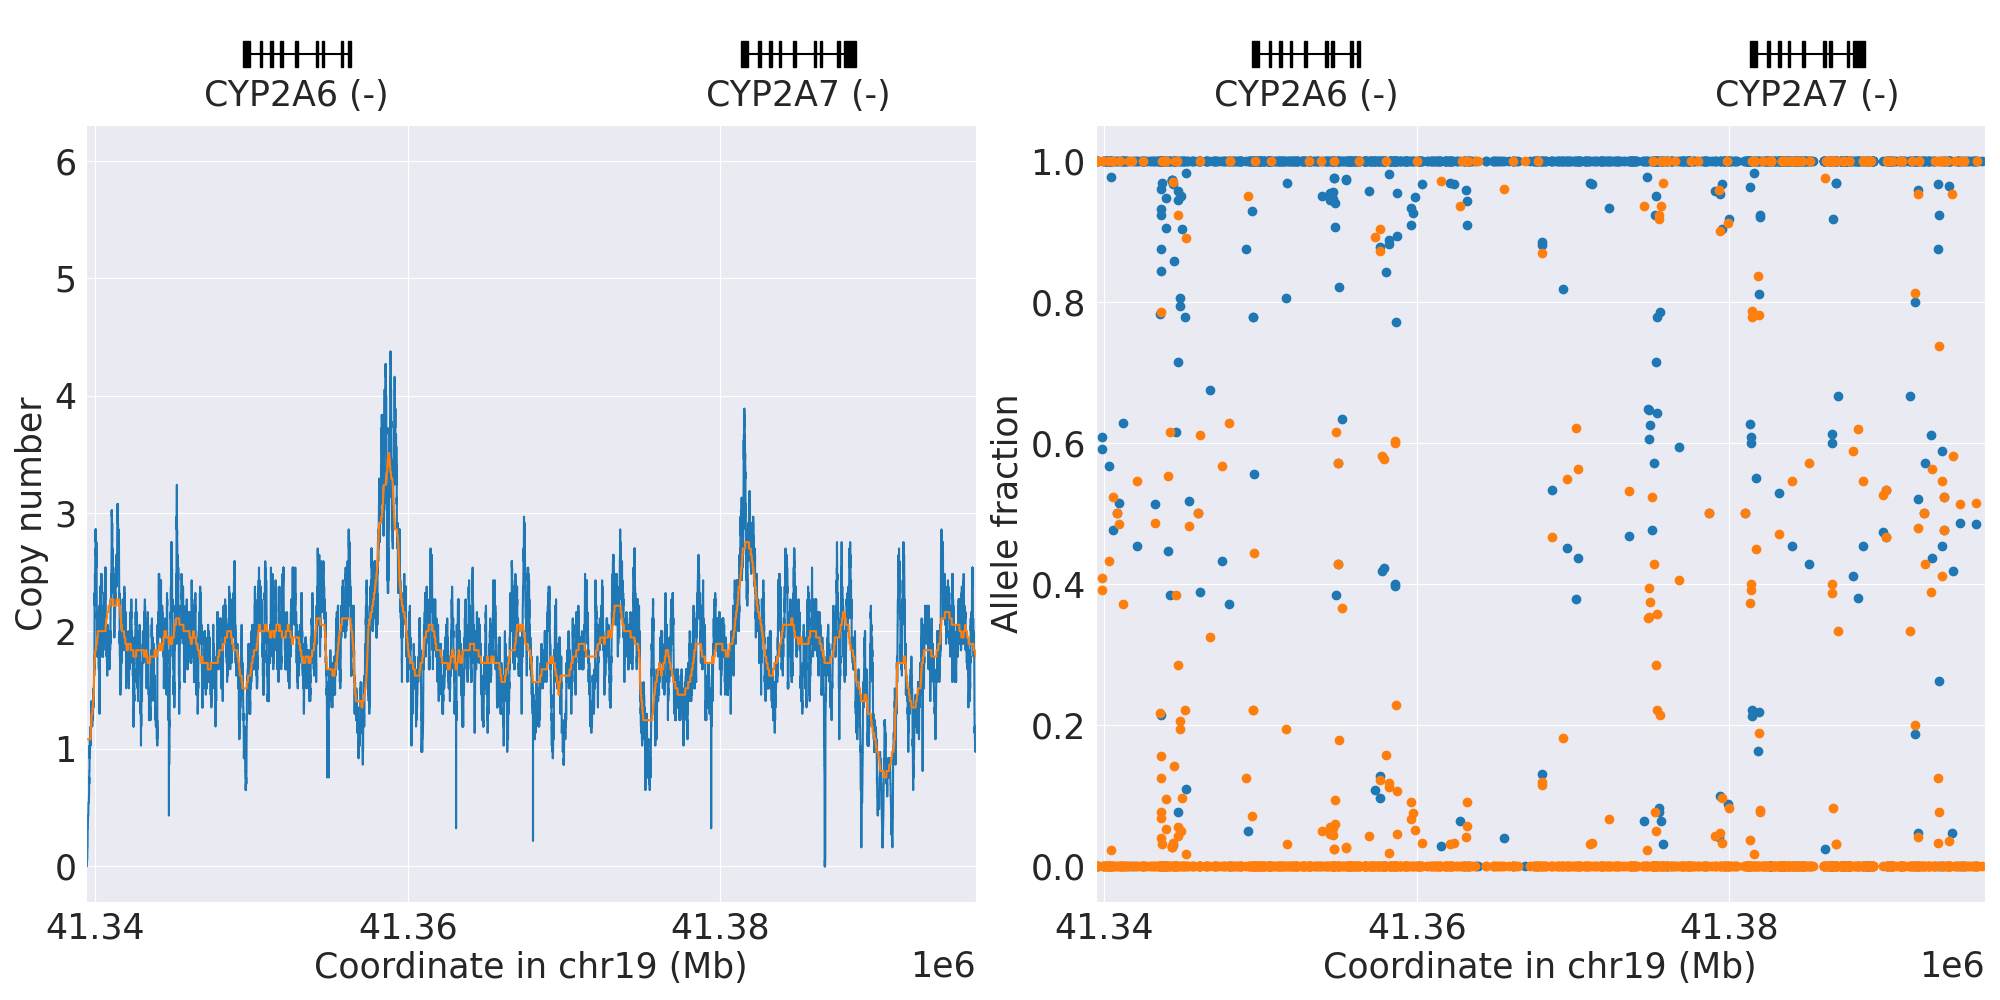 CYP2A6 (-)
CYP2A7 (-)
Copy number
6
5
4
3
2
1
0
41.34
41.36
41.38
Coordinate in chr19 (Mb)
1e6
CYP2A6 (-)
CYP2A7 (-)
Allele fraction
1.0
0.8
0.6
0.4
0.2
0.0
41.34
41.36
41.38
Coordinate in chr19 (Mb)
1e6